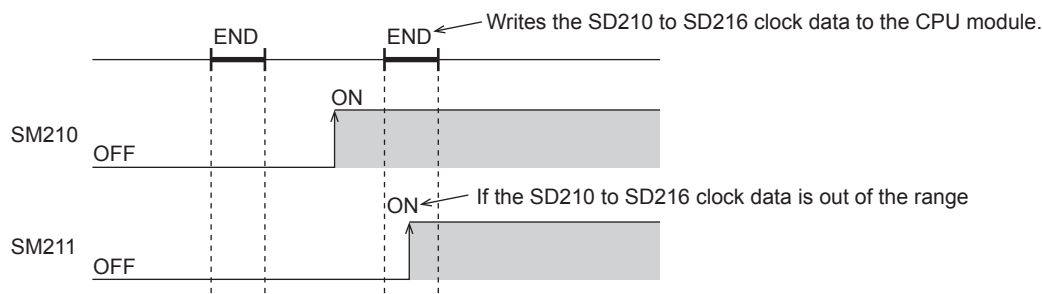 Writes the SD210 to SD216 clock data to the CPU module.
END END
ON
SM210
OFF
If the SD210 to SD216 clock data is out of the range
ON
SM211
OFF